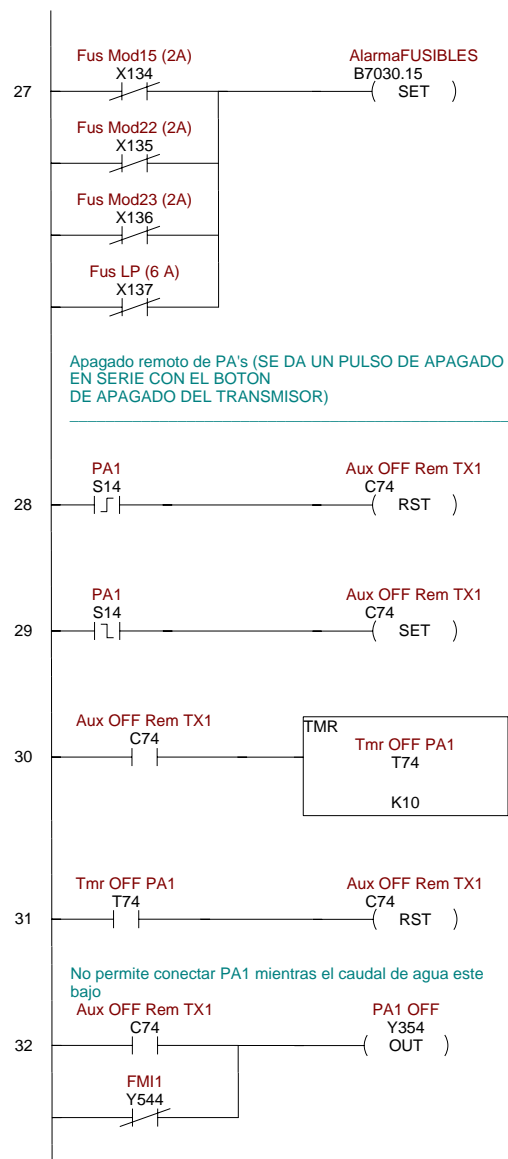 Fus Mod15 (2A)
X134
AlarmaFUSIBLES
B7030.15
27
SET
Fus Mod22 (2A)
X135
Fus Mod23 (2A)
X136
Fus LP (6 A)
X137
Apagado remoto de PA's (SE DA UN PULSO DE APAGADO
EN SERIE CON EL BOTON
DE APAGADO DEL TRANSMISOR)
PA1
S14
Aux OFF Rem TX1
C74
28
RST
PA1
S14
Aux OFF Rem TX1
C74
29
SET
Aux OFF Rem TX1
C74
30
TMR
Tmr OFF PA1
T74
K10
Tmr OFF PA1
T74
Aux OFF Rem TX1
C74
31
RST
No permite conectar PA1 mientras el caudal de agua este
bajo
Aux OFF Rem TX1
C74
PA1 OFF
Y354
32
OUT
FMI1
Y544